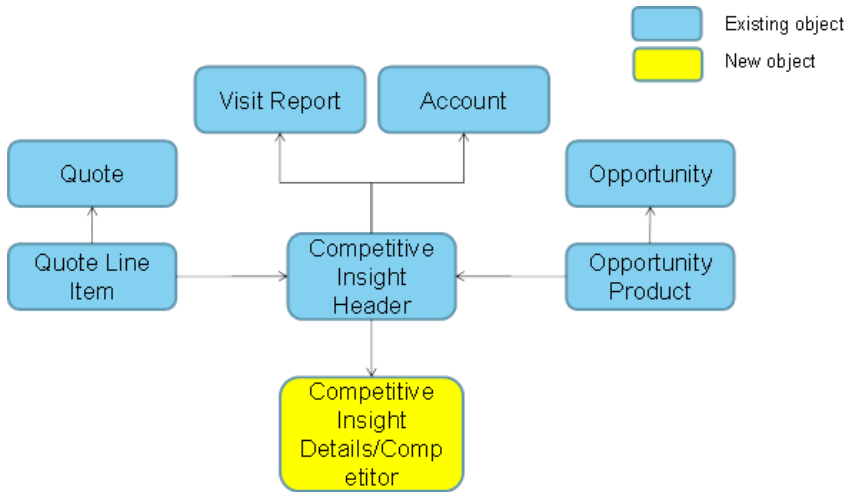 Existing object
New object
Visit Report
Account
Quote
Opportunity
Quote Line
Item
Competitive
Insight
Header
Opportunity
Product
Competitive
Insight
Details/Comp
etitor